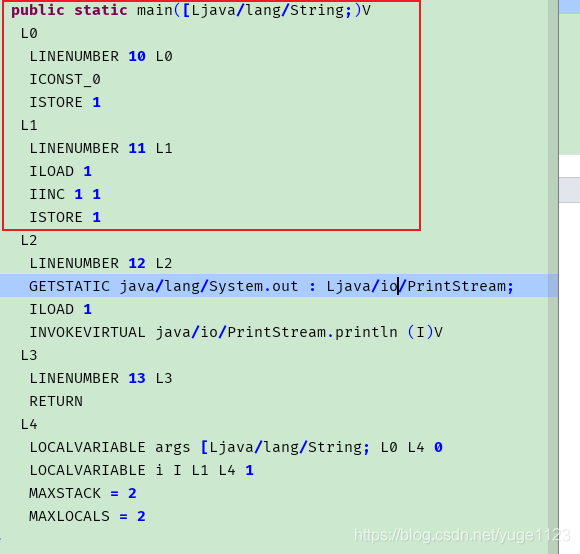 public static main([Ljava/lang/String;)V
L0
LINENUMBER 10 L0
ICONST_0
ISTORE 1
L1
LINENUMBER 11 L1
ILOAD 1
IINC 1 1
ISTORE 1
L2
LINENUMBER 12 L2
GETSTATIC java/lang/System.out : Ljava/io/PrintStream;
ILOAD 1
INVOKEVIRTUAL java/io/PrintStream.println (I)V
L3
LINENUMBER 13 L3
RETURN
L4
LOCALVARIABLE args [Ljava/lang/String; L0 L4 0
LOCALVARIABLE i I L1 L4 1
MAXSTACK = 2
MAXLOCALS = 2
https://blog.csdn.net/yuge1123